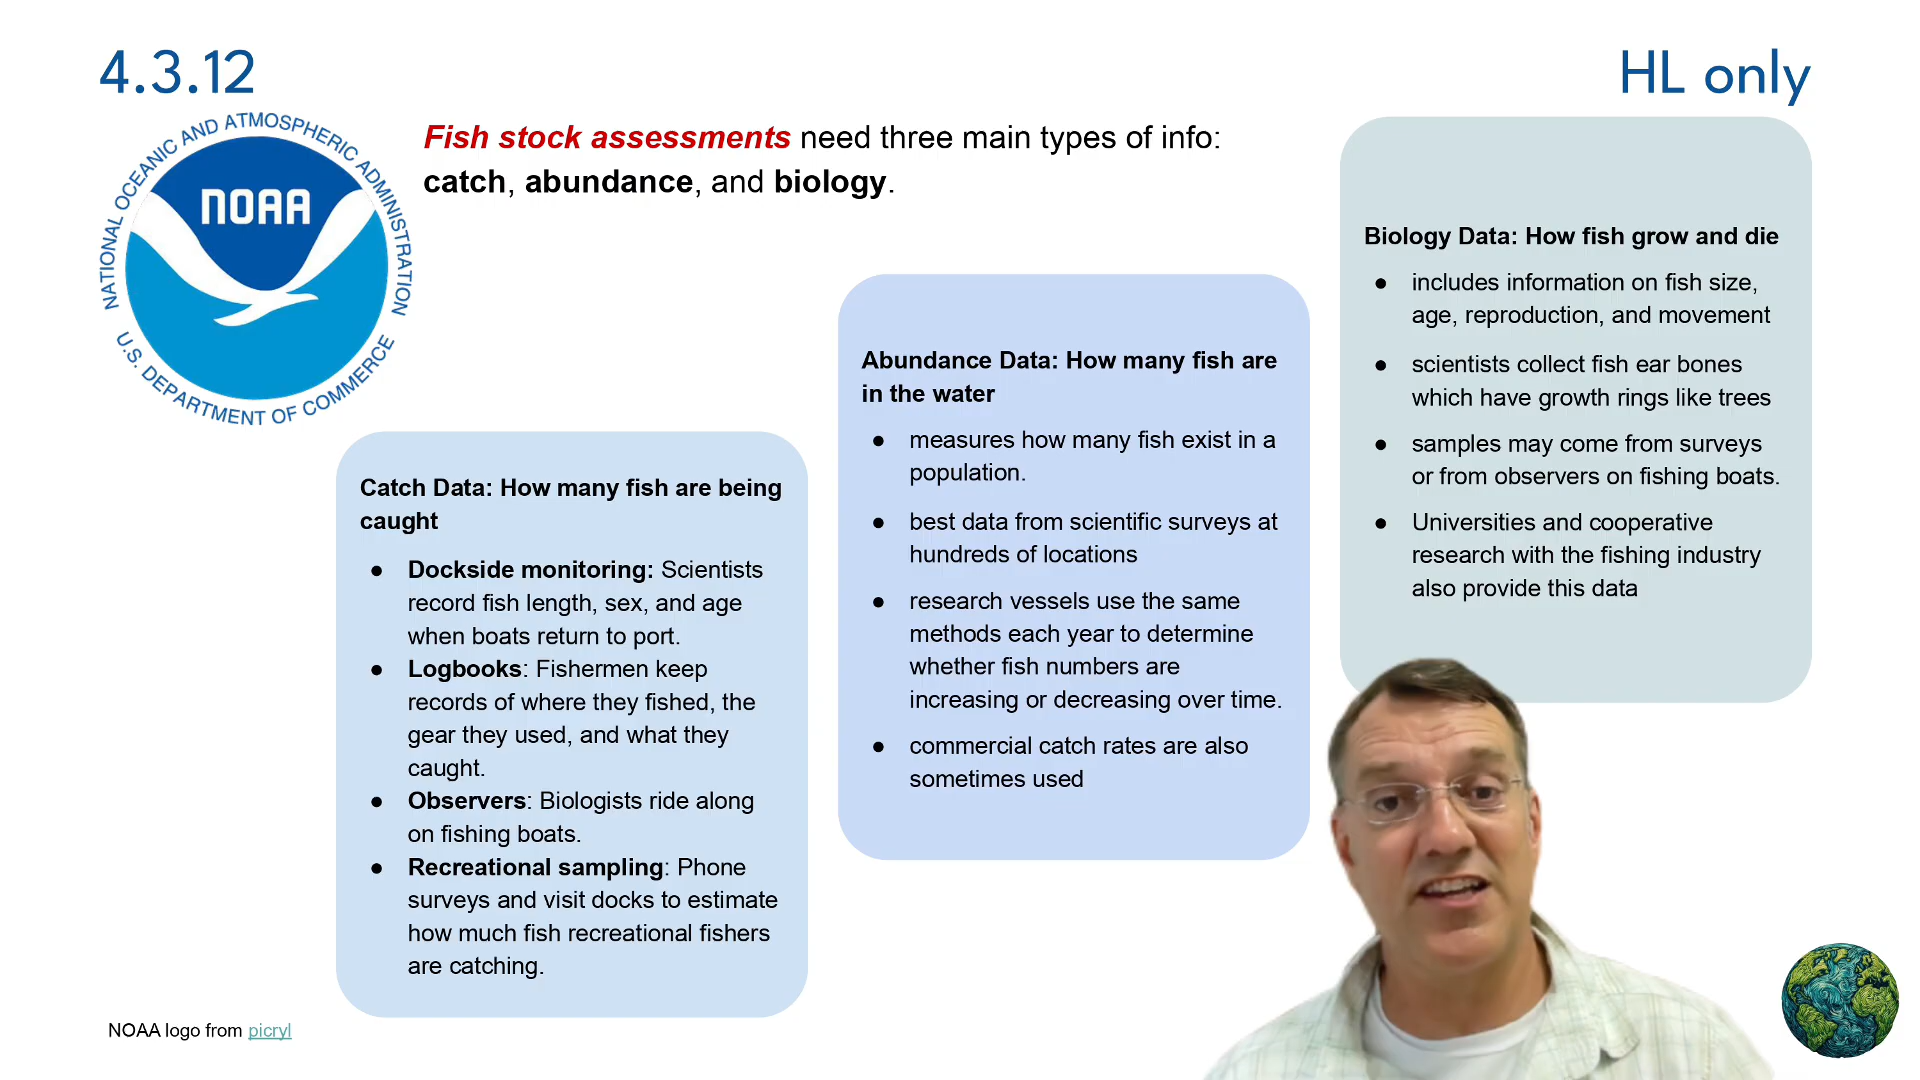 4.3.12
HL only
NATIONAL OCEANIC AND ATMOSPHERIC ADMINISTRATION
NOAA
U.S. DEPARTMENT OF COMMERCE
Fish stock assessments need three main types of info:
catch, abundance, and biology.
Catch Data: How many fish are being
caught
● Dockside monitoring: Scientists
record fish length, sex, and age
when boats return to port.
● Logbooks: Fishermen keep
records of where they fished, the
gear they used, and what they
caught.
● Observers: Biologists ride along
on fishing boats.
● Recreational sampling: Phone
surveys and visit docks to estimate
how much fish recreational fishers
are catching.
Abundance Data: How many fish are
in the water
● measures how many fish exist in a
population.
● best data from scientific surveys at
hundreds of locations
● research vessels use the same
methods each year to determine
whether fish numbers are
increasing or decreasing over time.
● commercial catch rates are also
sometimes used
Biology Data: How fish grow and die
● includes information on fish size,
age, reproduction, and movement
● scientists collect fish ear bones
which have growth rings like trees
● samples may come from surveys
or from observers on fishing boats.
● Universities and cooperative
research with the fishing industry
also provide this data
NOAA logo from picryl